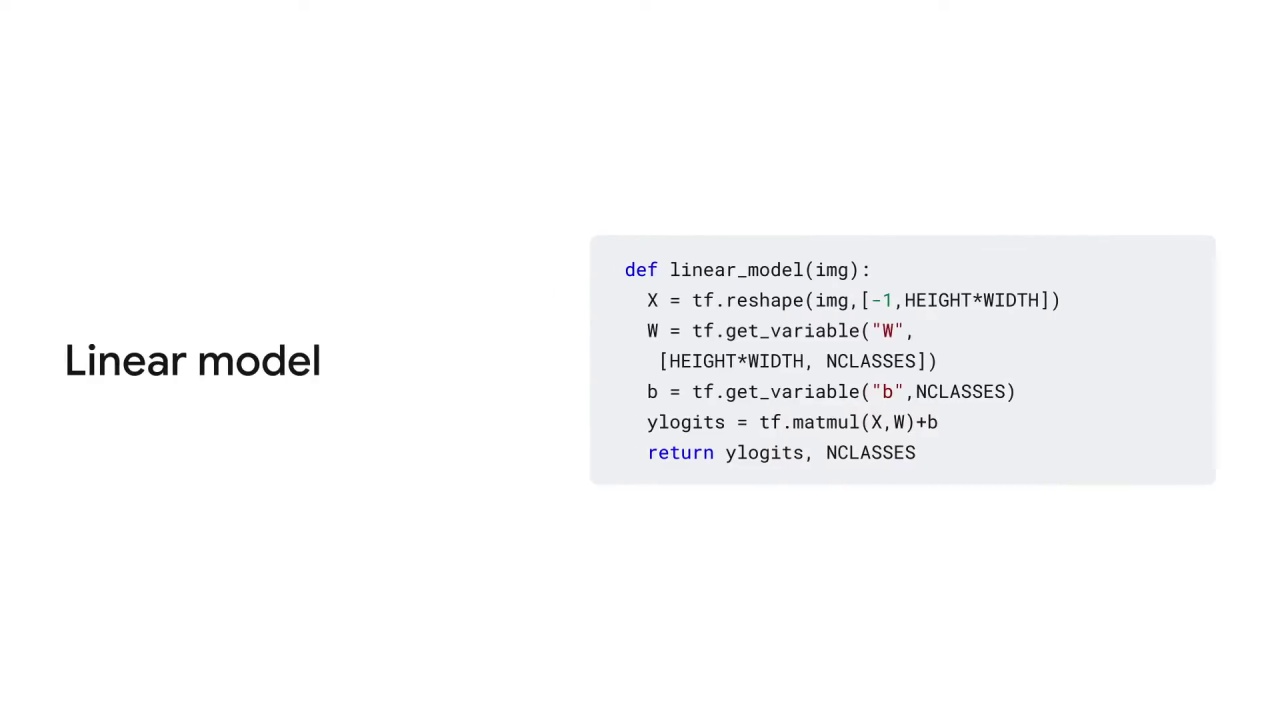 Linear model
def linear_model(img):
  X = tf.reshape(img,[-1,HEIGHT*WIDTH])
  W = tf.get_variable("W",
   [HEIGHT*WIDTH, NCLASSES])
  b = tf.get_variable("b",NCLASSES)
  ylogits = tf.matmul(X,W)+b
  return ylogits, NCLASSES